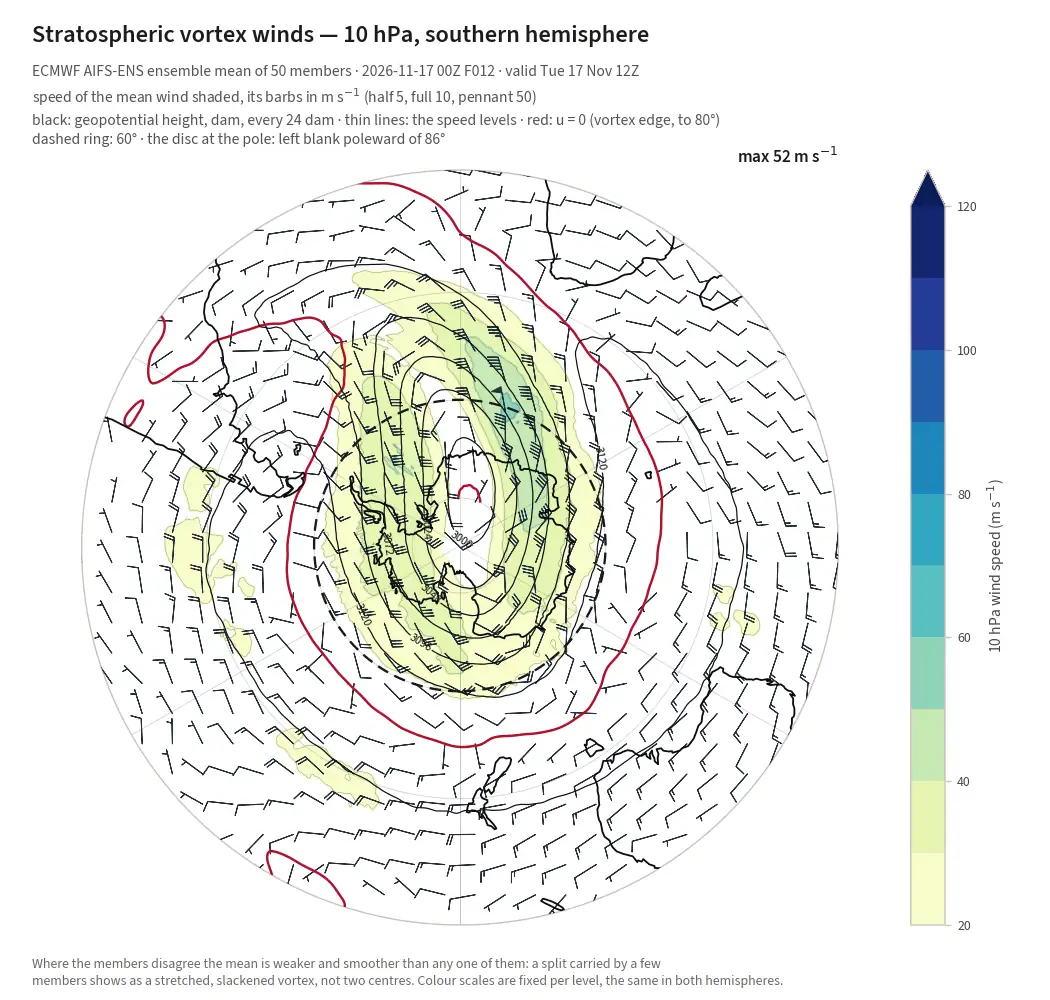 Stratospheric vortex winds — 10 hPa, southern hemisphere
ECMWF AIFS-ENS ensemble mean of 50 members · 2026-11-17 00Z F012 · valid Tue 17 Nov 12Z
speed of the mean wind shaded, its barbs in m s⁻¹ (half 5, full 10, pennant 50)
black: geopotential height, dam, every 24 dam · thin lines: the speed levels · red: u = 0 (vortex edge, to 80°)
dashed ring: 60° · the disc at the pole: left blank poleward of 86°
max 52 m s⁻¹
120
100
80
60
40
20
10 hPa wind speed (m s⁻¹)
3120
3096
Where the members disagree the mean is weaker and smoother than any one of them: a split carried by a few
members shows as a stretched, slackened vortex, not two centres. Colour scales are fixed per level, the same in both hemispheres.